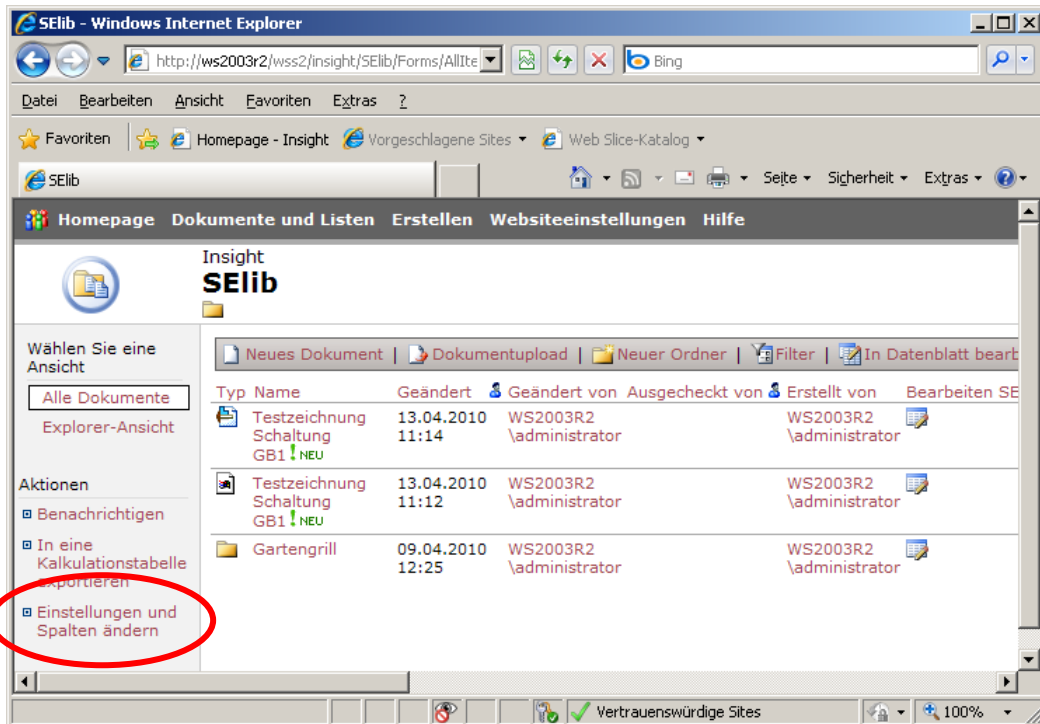 SElib - Windows Internet Explorer
http://ws2003r2/wss2/insight/SElib/Forms/AllIte
Bing
Datei Bearbeiten Ansicht Favoriten Extras ?
Favoriten Homepage - Insight Vorgeschlagene Sites Web Slice-Katalog
SElib Seite Sicherheit Extras
Homepage Dokumente und Listen Erstellen Websiteeinstellungen Hilfe
Insight
SElib
Wählen Sie eine
Ansicht
Alle Dokumente
Explorer-Ansicht
Aktionen
Benachrichtigen
In eine
Kalkulationstabelle
exportieren
Einstellungen und
Spalten ändern
Neues Dokument | Dokumentupload | Neuer Ordner | Filter | In Datenblatt bearb
Typ Name Geändert Geändert von Ausgecheckt von Erstellt von Bearbeiten SE
Testzeichnung 13.04.2010 WS2003R2 WS2003R2
Schaltung 11:14 \administrator \administrator
GB1 ! NEU
Testzeichnung 13.04.2010 WS2003R2 WS2003R2
Schaltung 11:12 \administrator \administrator
GB1 ! NEU
Gartengrill 09.04.2010 WS2003R2 WS2003R2
12:25 \administrator \administrator
Vertrauenswürdige Sites 100%